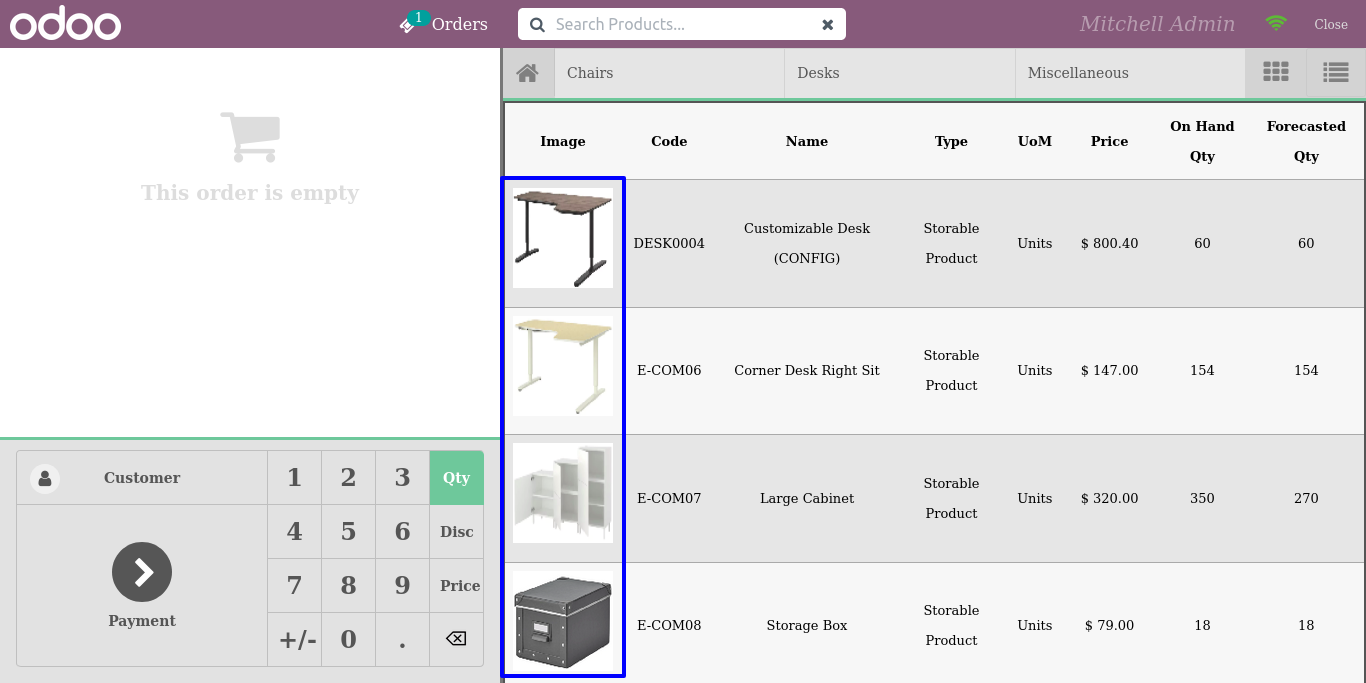 odoo
1
Orders
Search Products...
Mitchell Admin
Close
This order is empty
Chairs
Desks
Miscellaneous
Image
Code
Name
Type
UoM
Price
On Hand
Qty
Forecasted
Qty
DESK0004
Customizable Desk
(CONFIG)
Storable
Product
Units
$ 800.40
60
60
E-COM06
Corner Desk Right Sit
Storable
Product
Units
$ 147.00
154
154
E-COM07
Large Cabinet
Storable
Product
Units
$ 320.00
350
270
E-COM08
Storage Box
Storable
Product
Units
$ 79.00
18
18
Customer
1
2
3
Qty
4
5
6
Disc
7
8
9
Price
Payment
+/-
0
.